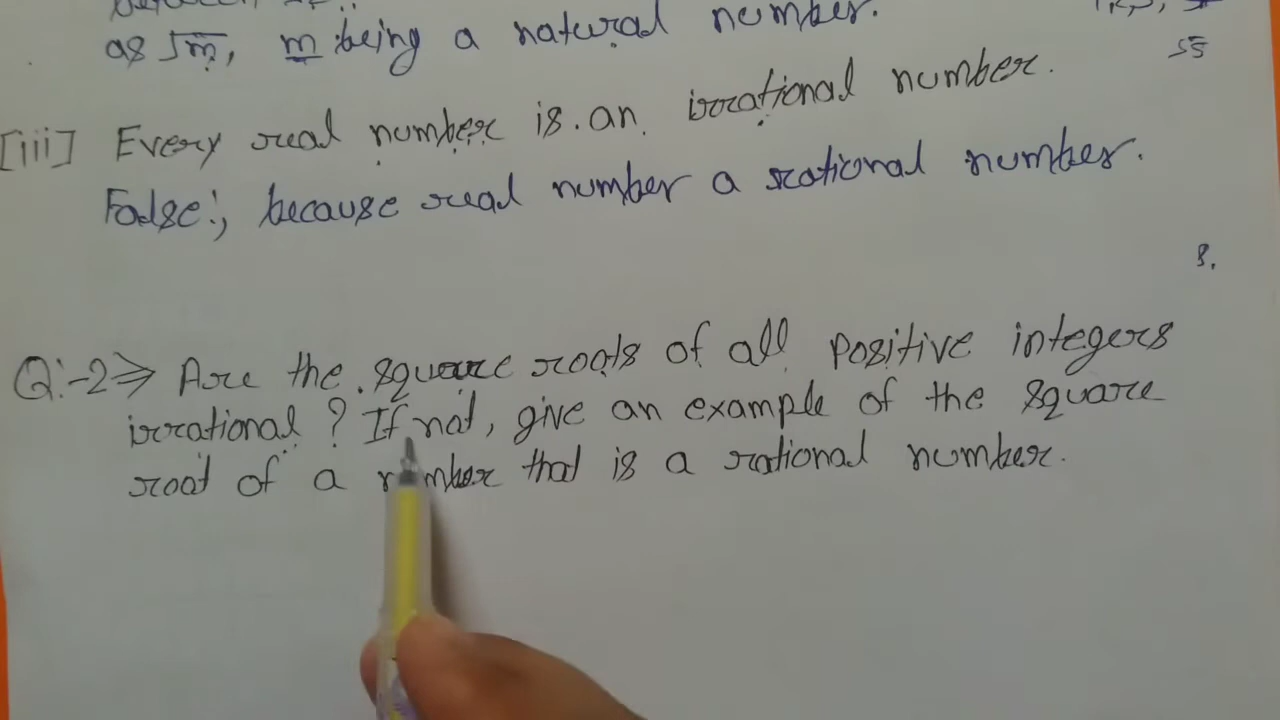 as √m, m being a natural number.
√5
[iii] Every real number is an irrational number.
False:, because real number a rational number.
8.
Q:-2⇒ Are the square roots of all positive integers
irrational? If not, give an example of the square
root of a number that is a rational number.